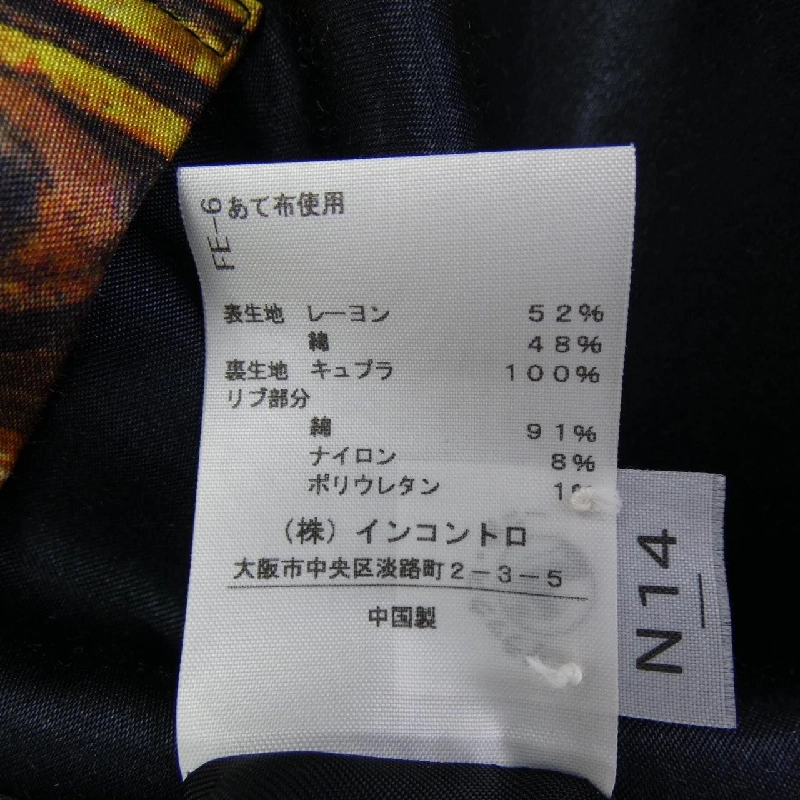 FE-6
あて布使用
表生地 レーヨン 52%
綿 48%
裏生地 キュプラ 100%
リブ部分
綿 91%
ナイロン 8%
ポリウレタン 1%
(株)インコントロ
大阪市中央区淡路町2-3-5
中国製
N14